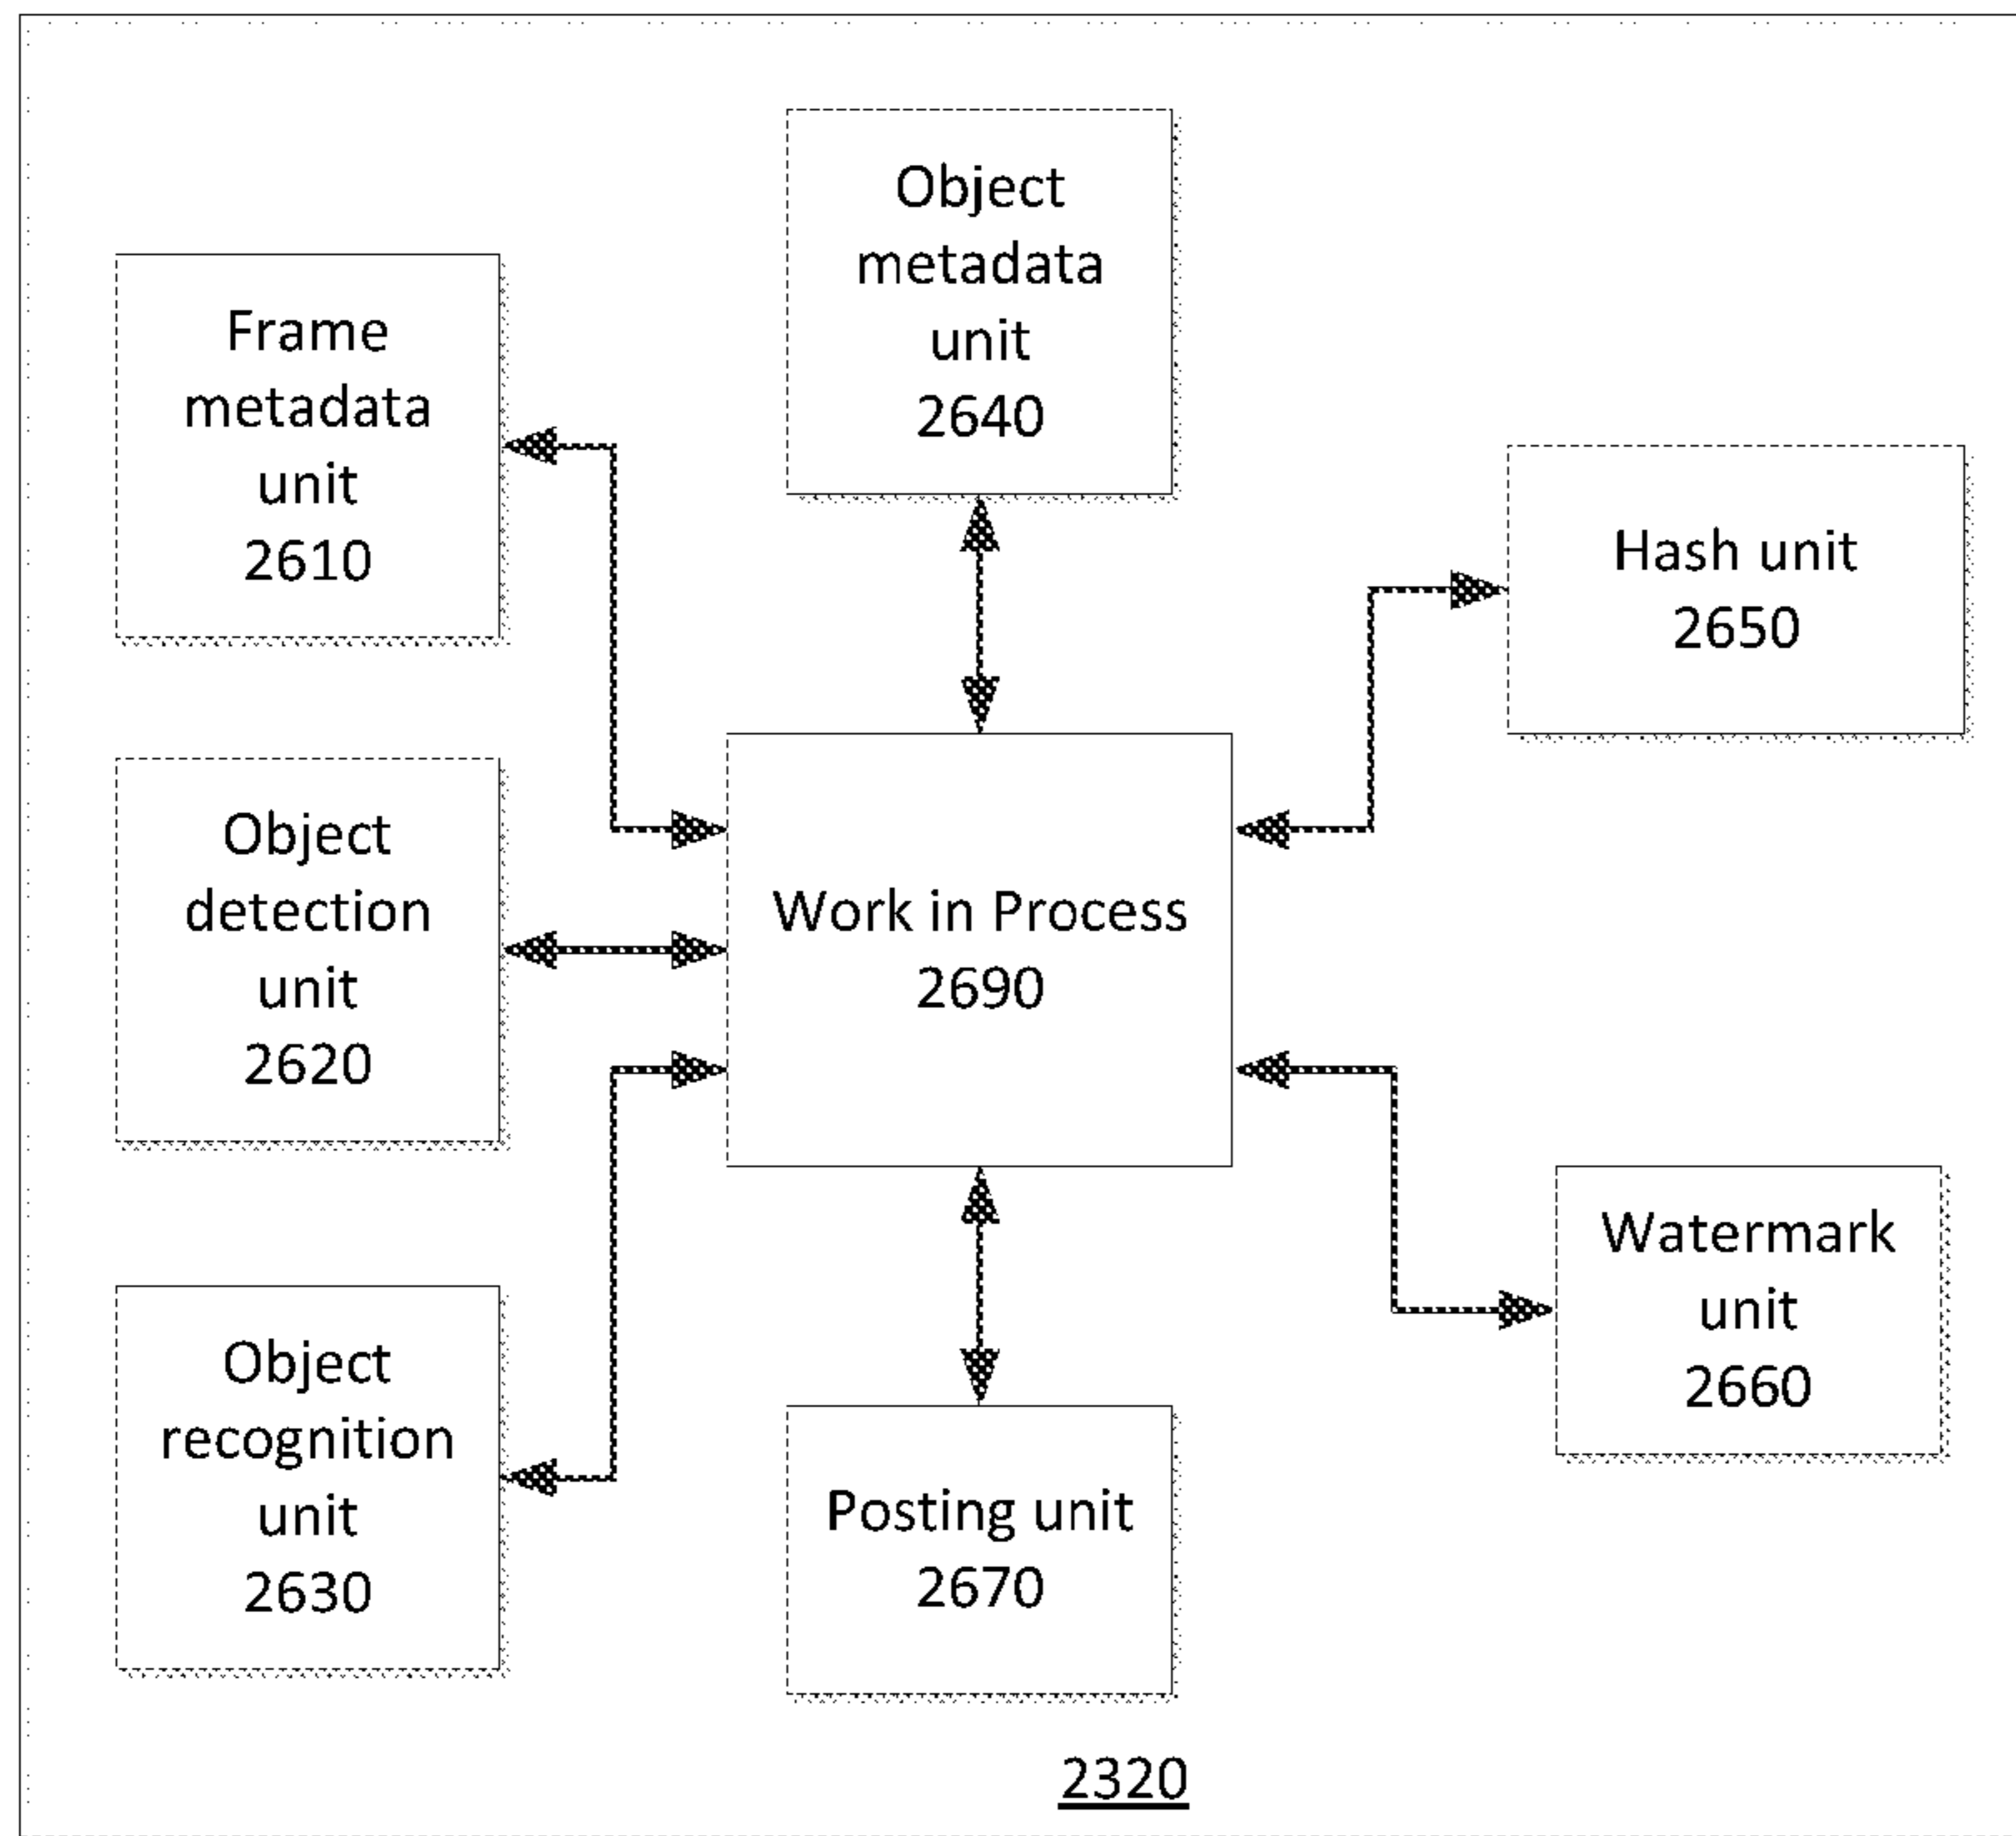 Object
metadata
unit
2640
Frame
metadata
unit
2610
Hash unit
2650
Object
detection
unit
2620
Work in Process
2690
Watermark
unit
2660
Object
recognition
unit
2630
Posting unit
2670
2320